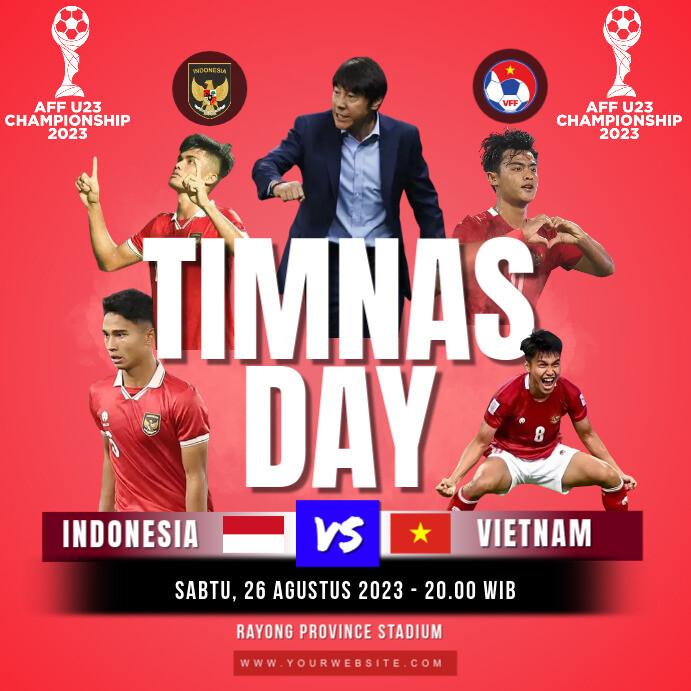 AFF U23
CHAMPIONSHIP
2023
INDONESIA
VFF
AFF U23
CHAMPIONSHIP
2023
TIMNAS
DAY
8
INDONESIA
VS
VIETNAM
SABTU, 26 AGUSTUS 2023 - 20.00 WIB
RAYONG PROVINCE STADIUM
WWW.YOURWEBSITE.COM